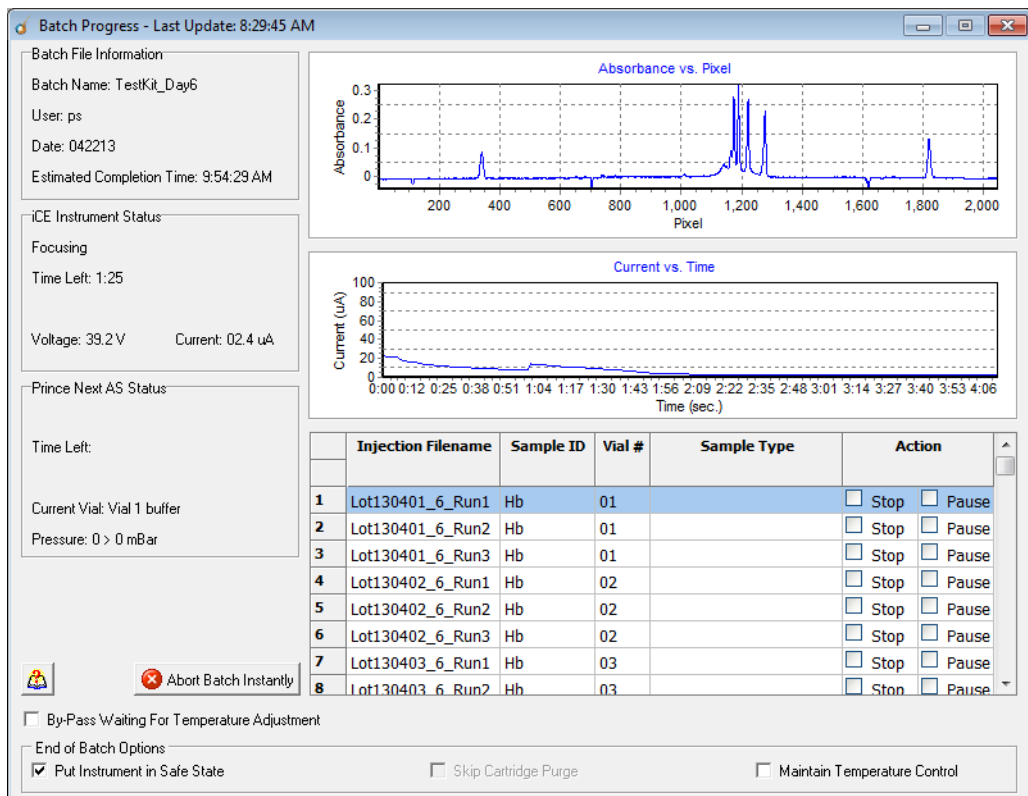 Batch Progress - Last Update: 8:29:45 AM
Batch File Information
Batch Name: TestKit_Day6
User: ps
Date: 042213
Estimated Completion Time: 9:54:29 AM
iCE Instrument Status
Focusing
Time Left: 1:25
Voltage: 39.2 V Current: 02.4 uA
Prince Next AS Status
Time Left:
Current Vial: Vial 1 buffer
Pressure: 0 > 0 mBar
Abort Batch Instantly
Absorbance vs. Pixel
Absorbance
0.3
0.2
0.1
0
200 400 600 800 1,000 1,200 1,400 1,600 1,800 2,000
Pixel
Current vs. Time
Current (uA)
100
80
60
40
20
0
0:00 0:12 0:25 0:38 0:51 1:04 1:17 1:30 1:43 1:56 2:09 2:22 2:35 2:48 3:01 3:14 3:27 3:40 3:53 4:06
Time (sec.)
Injection Filename Sample ID Vial # Sample Type Action
1 Lot130401_6_Run1 Hb 01 Stop Pause
2 Lot130401_6_Run2 Hb 01 Stop Pause
3 Lot130401_6_Run3 Hb 01 Stop Pause
4 Lot130402_6_Run1 Hb 02 Stop Pause
5 Lot130402_6_Run2 Hb 02 Stop Pause
6 Lot130402_6_Run3 Hb 02 Stop Pause
7 Lot130403_6_Run1 Hb 03 Stop Pause
8 Lot130403_6_Run2 Hb 03 Stop Pause
By-Pass Waiting For Temperature Adjustment
End of Batch Options
Put Instrument in Safe State Skip Cartridge Purge Maintain Temperature Control